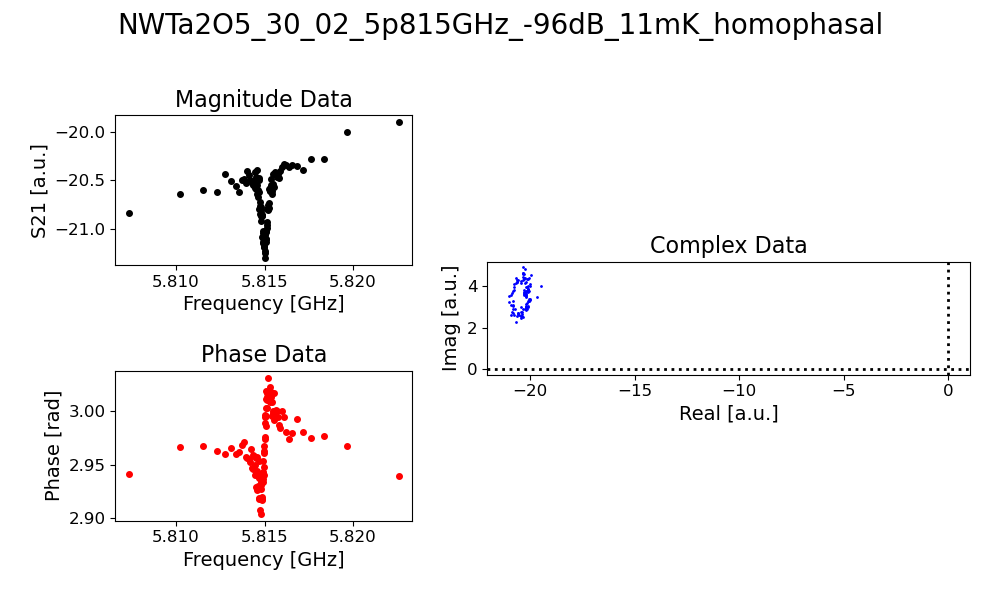 NWTa2O5_30_02_5p815GHz_-96dB_11mK_homophasal
Magnitude Data
S21 [a.u.]
−20.0
−20.5
−21.0
5.810 5.815 5.820
Frequency [GHz]
Phase Data
Phase [rad]
3.00
2.95
2.90
5.810 5.815 5.820
Frequency [GHz]
Complex Data
Imag [a.u.]
4
2
0
−20 −15 −10 −5 0
Real [a.u.]